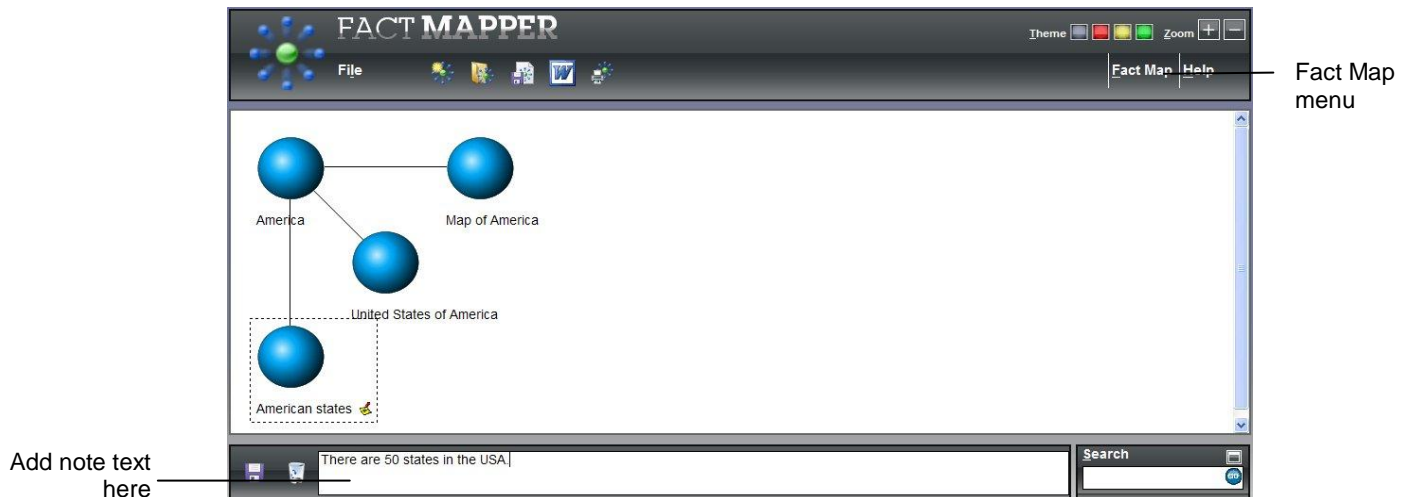 FACT MAPPER
Theme Zoom
File
Fact Map Help
Fact Map
menu
America
Map of America
United States of America
American states
Add note text
here
There are 50 states in the USA.
Search
GO